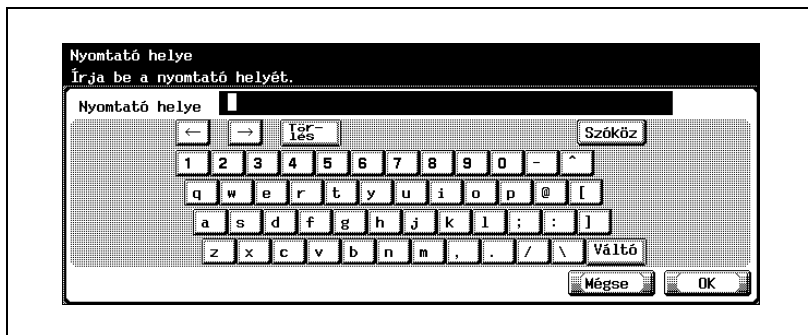 Nyomtató helye
Írja be a nyomtató helyét.
Nyomtató helye
← → Tör-
lés Szóköz
1 2 3 4 5 6 7 8 9 0 - ^
q w e r t y u i o p @ [
a s d f g h j k l ; : ]
z x c v b n m , . / \ Váltó
Mégse OK